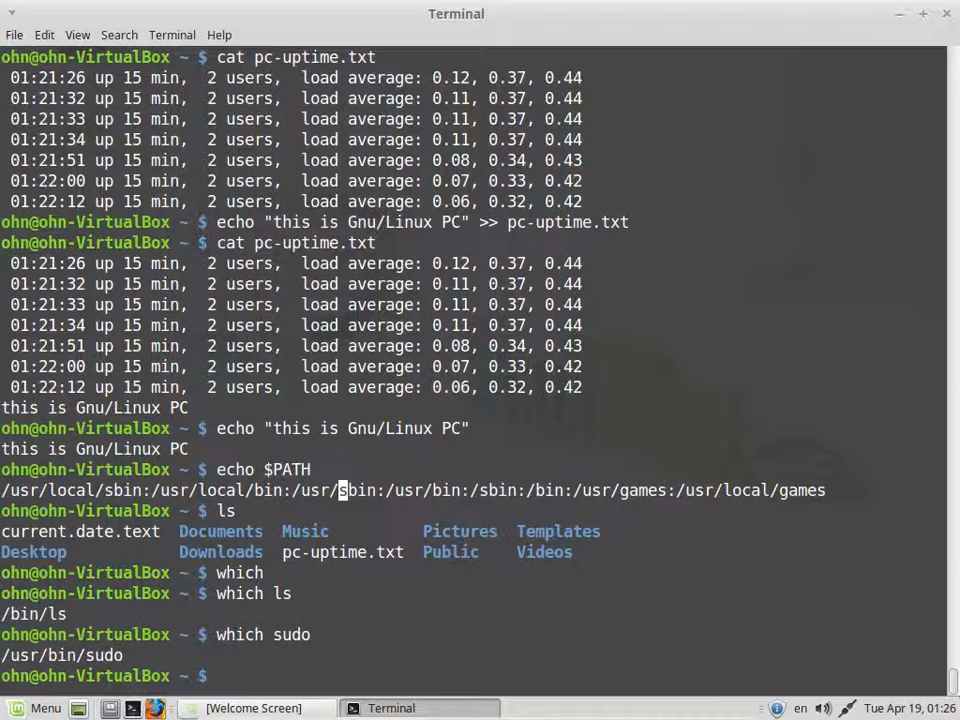 Terminal
File Edit View Search Terminal Help
ohn@ohn-VirtualBox ~ $ cat pc-uptime.txt
01:21:26 up 15 min,  2 users,  load average: 0.12, 0.37, 0.44
01:21:32 up 15 min,  2 users,  load average: 0.11, 0.37, 0.44
01:21:33 up 15 min,  2 users,  load average: 0.11, 0.37, 0.44
01:21:34 up 15 min,  2 users,  load average: 0.11, 0.37, 0.44
01:21:51 up 15 min,  2 users,  load average: 0.08, 0.34, 0.43
01:22:00 up 15 min,  2 users,  load average: 0.07, 0.33, 0.42
01:22:12 up 15 min,  2 users,  load average: 0.06, 0.32, 0.42
ohn@ohn-VirtualBox ~ $ echo "this is Gnu/Linux PC" >> pc-uptime.txt
ohn@ohn-VirtualBox ~ $ cat pc-uptime.txt
01:21:26 up 15 min,  2 users,  load average: 0.12, 0.37, 0.44
01:21:32 up 15 min,  2 users,  load average: 0.11, 0.37, 0.44
01:21:33 up 15 min,  2 users,  load average: 0.11, 0.37, 0.44
01:21:34 up 15 min,  2 users,  load average: 0.11, 0.37, 0.44
01:21:51 up 15 min,  2 users,  load average: 0.08, 0.34, 0.43
01:22:00 up 15 min,  2 users,  load average: 0.07, 0.33, 0.42
01:22:12 up 15 min,  2 users,  load average: 0.06, 0.32, 0.42
this is Gnu/Linux PC
ohn@ohn-VirtualBox ~ $ echo "this is Gnu/Linux PC"
this is Gnu/Linux PC
ohn@ohn-VirtualBox ~ $ echo $PATH
/usr/local/sbin:/usr/local/bin:/usr/sbin:/usr/bin:/sbin:/bin:/usr/games:/usr/local/games
ohn@ohn-VirtualBox ~ $ ls
current.date.text  Documents  Music          Pictures  Templates
Desktop            Downloads  pc-uptime.txt  Public    Videos
ohn@ohn-VirtualBox ~ $ which
ohn@ohn-VirtualBox ~ $ which ls
/bin/ls
ohn@ohn-VirtualBox ~ $ which sudo
/usr/bin/sudo
ohn@ohn-VirtualBox ~ $
Menu [Welcome Screen] Terminal en Tue Apr 19, 01:26